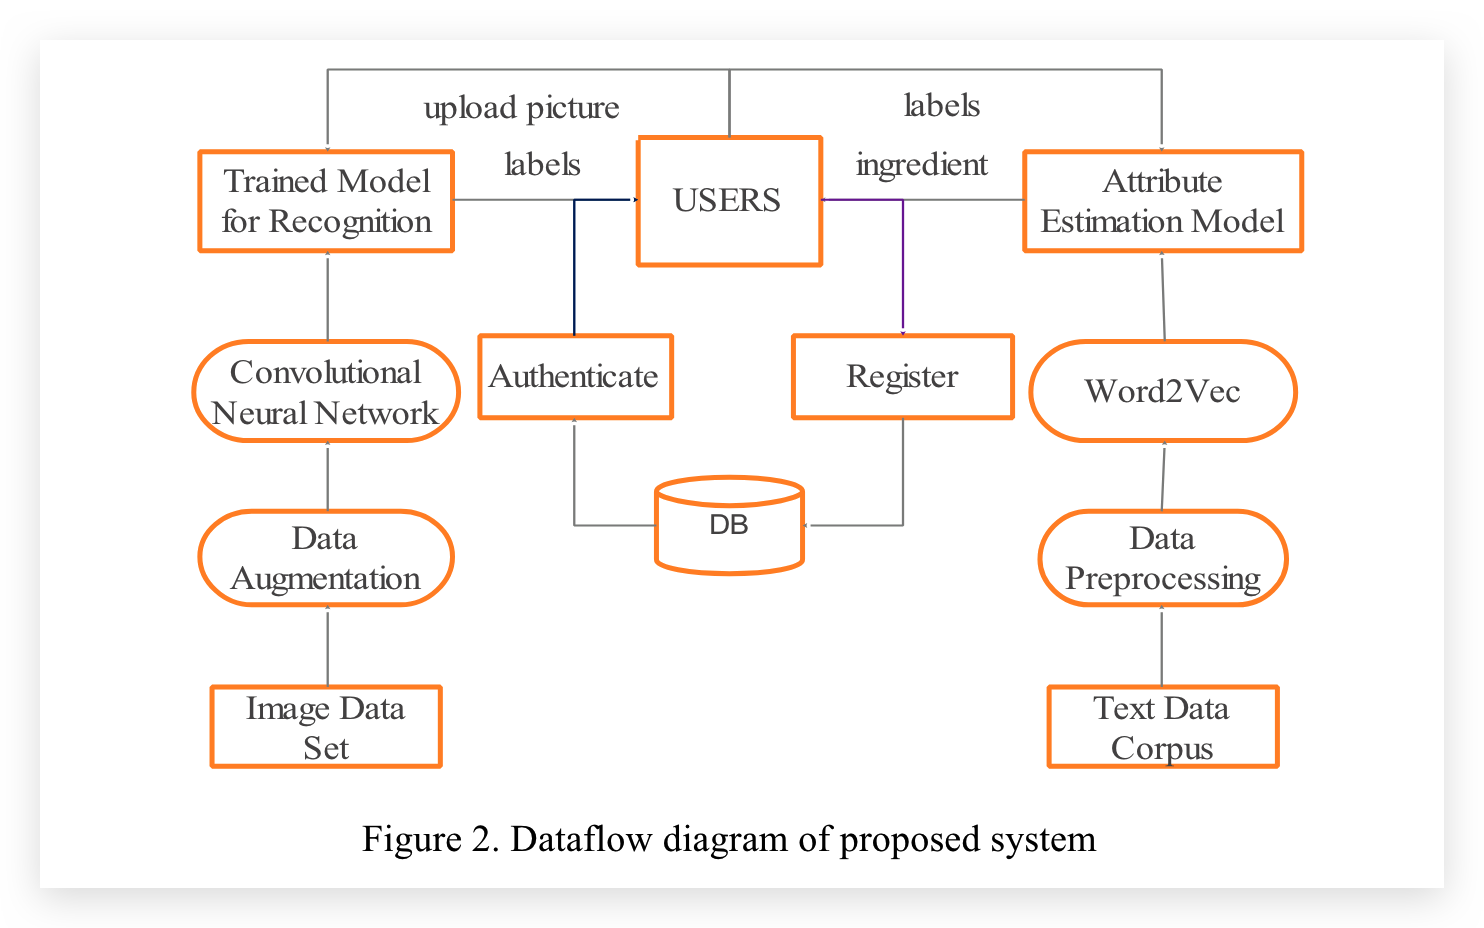 upload picture
labels
labels
ingredient
Trained Model
for Recognition
USERS
Attribute
Estimation Model
Convolutional
Neural Network
Authenticate
Register
Word2Vec
Data
Augmentation
DB
Data
Preprocessing
Image Data
Set
Text Data
Corpus
Figure 2. Dataflow diagram of proposed system